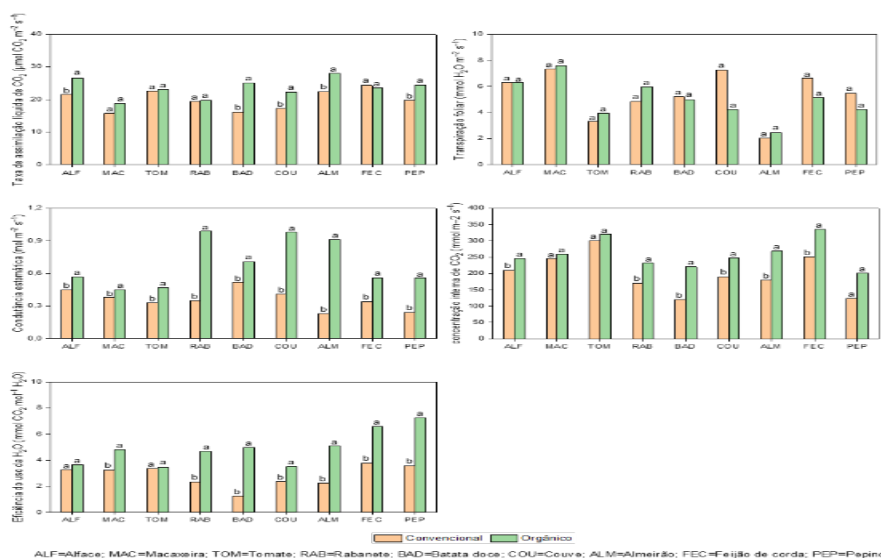 Taxa de assimilação líquida de CO₂ (μmol CO₂ m⁻² s⁻¹)
40
30
20
10
0
b a b a a a a a b a b a b a a a b a
ALF MAC TOM RAB BAD COU ALM FEC PEP
Transpiração foliar (mmol H₂O m⁻² s⁻¹)
10
8
6
4
2
0
ALF MAC TOM RAB BAD COU ALM FEC PEP
Condutância estomática (mol m⁻² s⁻¹)
1.2
0.9
0.6
0.3
0.0
b a b a b a b a b a b a b a b a b a
ALF MAC TOM RAB BAD COU ALM FEC PEP
concentração interna de CO₂ (mmol m-2 s⁻¹)
400
350
300
250
200
150
100
50
0
b a a a a a b a b a b a b a b a a a
ALF MAC TOM RAB BAD COU ALM FEC PEP
Eficiência do uso da H₂O (mmol CO₂ mol⁻¹ H₂O)
10
8
6
4
2
0
a a b a a a b a b a b a b a b a b a
ALF MAC TOM RAB BAD COU ALM FEC PEP
Convencional Orgânico
ALF=Alface; MAC=Macaxeira; TOM=Tomate; RAB=Rabanete; BAD=Batata doce; COU=Couve; ALM=Almeirão; FEC=Feijão de corda; PEP=Pepino